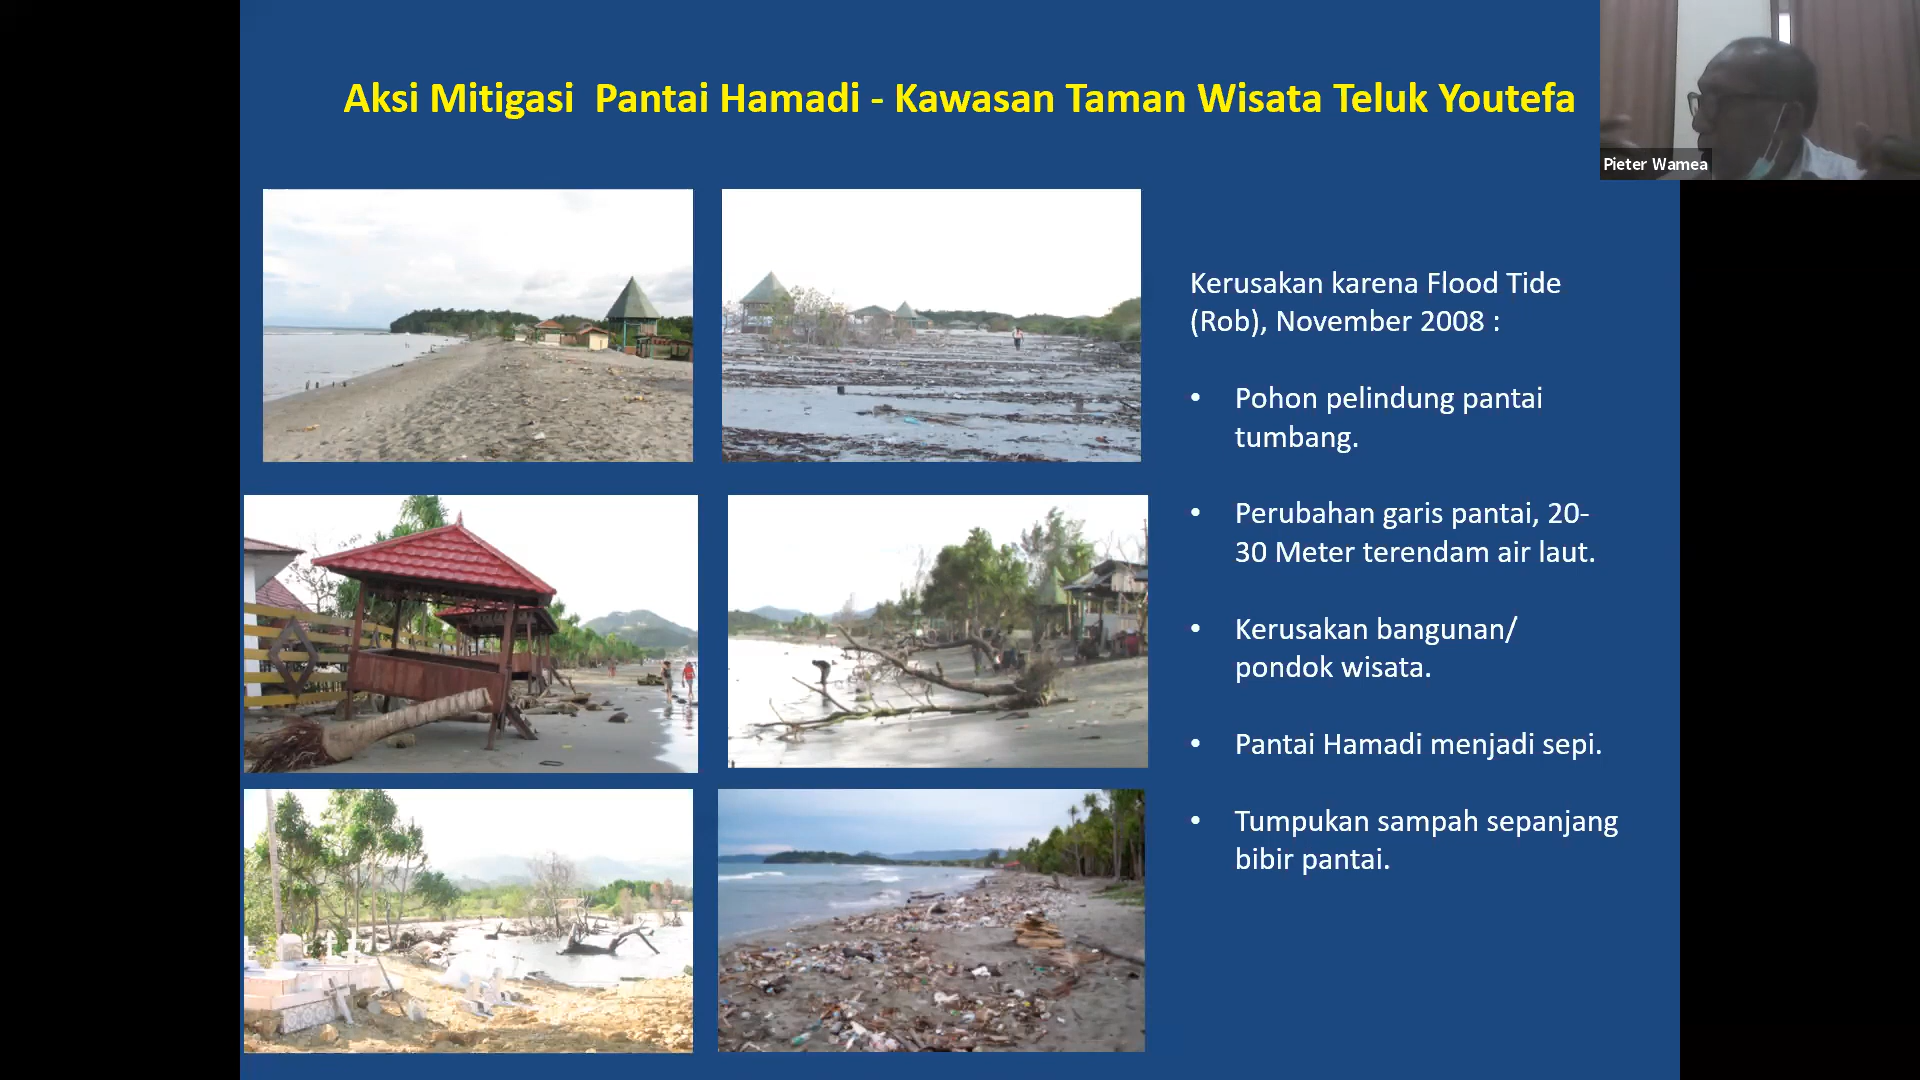 Aksi Mitigasi  Pantai Hamadi - Kawasan Taman Wisata Teluk Youtefa
Pieter Wamea
Kerusakan karena Flood Tide
(Rob), November 2008 :
• Pohon pelindung pantai
tumbang.
• Perubahan garis pantai, 20-
30 Meter terendam air laut.
• Kerusakan bangunan/
pondok wisata.
• Pantai Hamadi menjadi sepi.
• Tumpukan sampah sepanjang
bibir pantai.